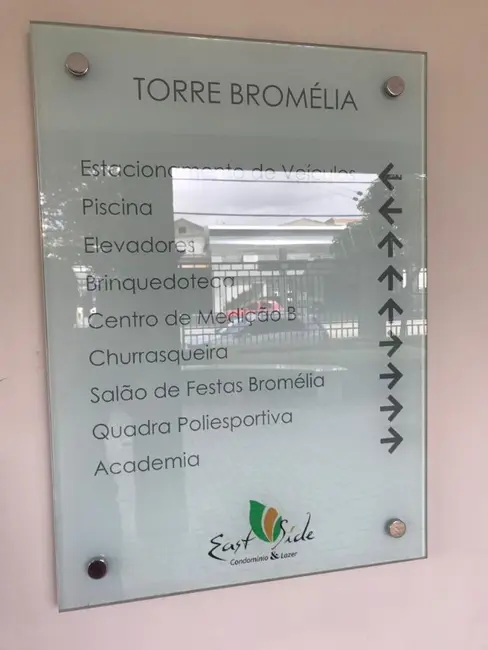 TORRE BROMÉLIA
Estacionamento de Veículos ←
Piscina ←
Elevadores ↑
Brinquedoteca ↑
Centro de Medição B ↑
Churrasqueira →
Salão de Festas Bromélia →
Quadra Poliesportiva →
Academia →
East Side
Condomínio & Lazer